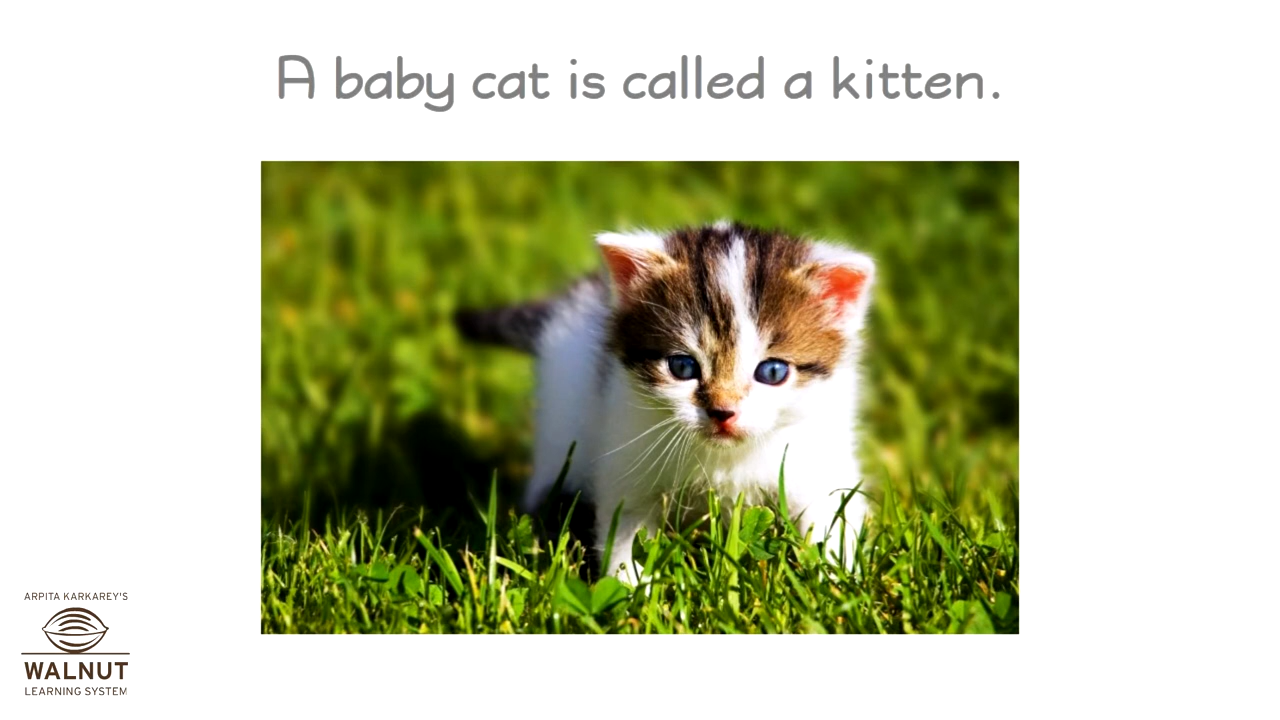 A baby cat is called a kitten.
ARPITA KARKAREY'S
WALNUT
LEARNING SYSTEM